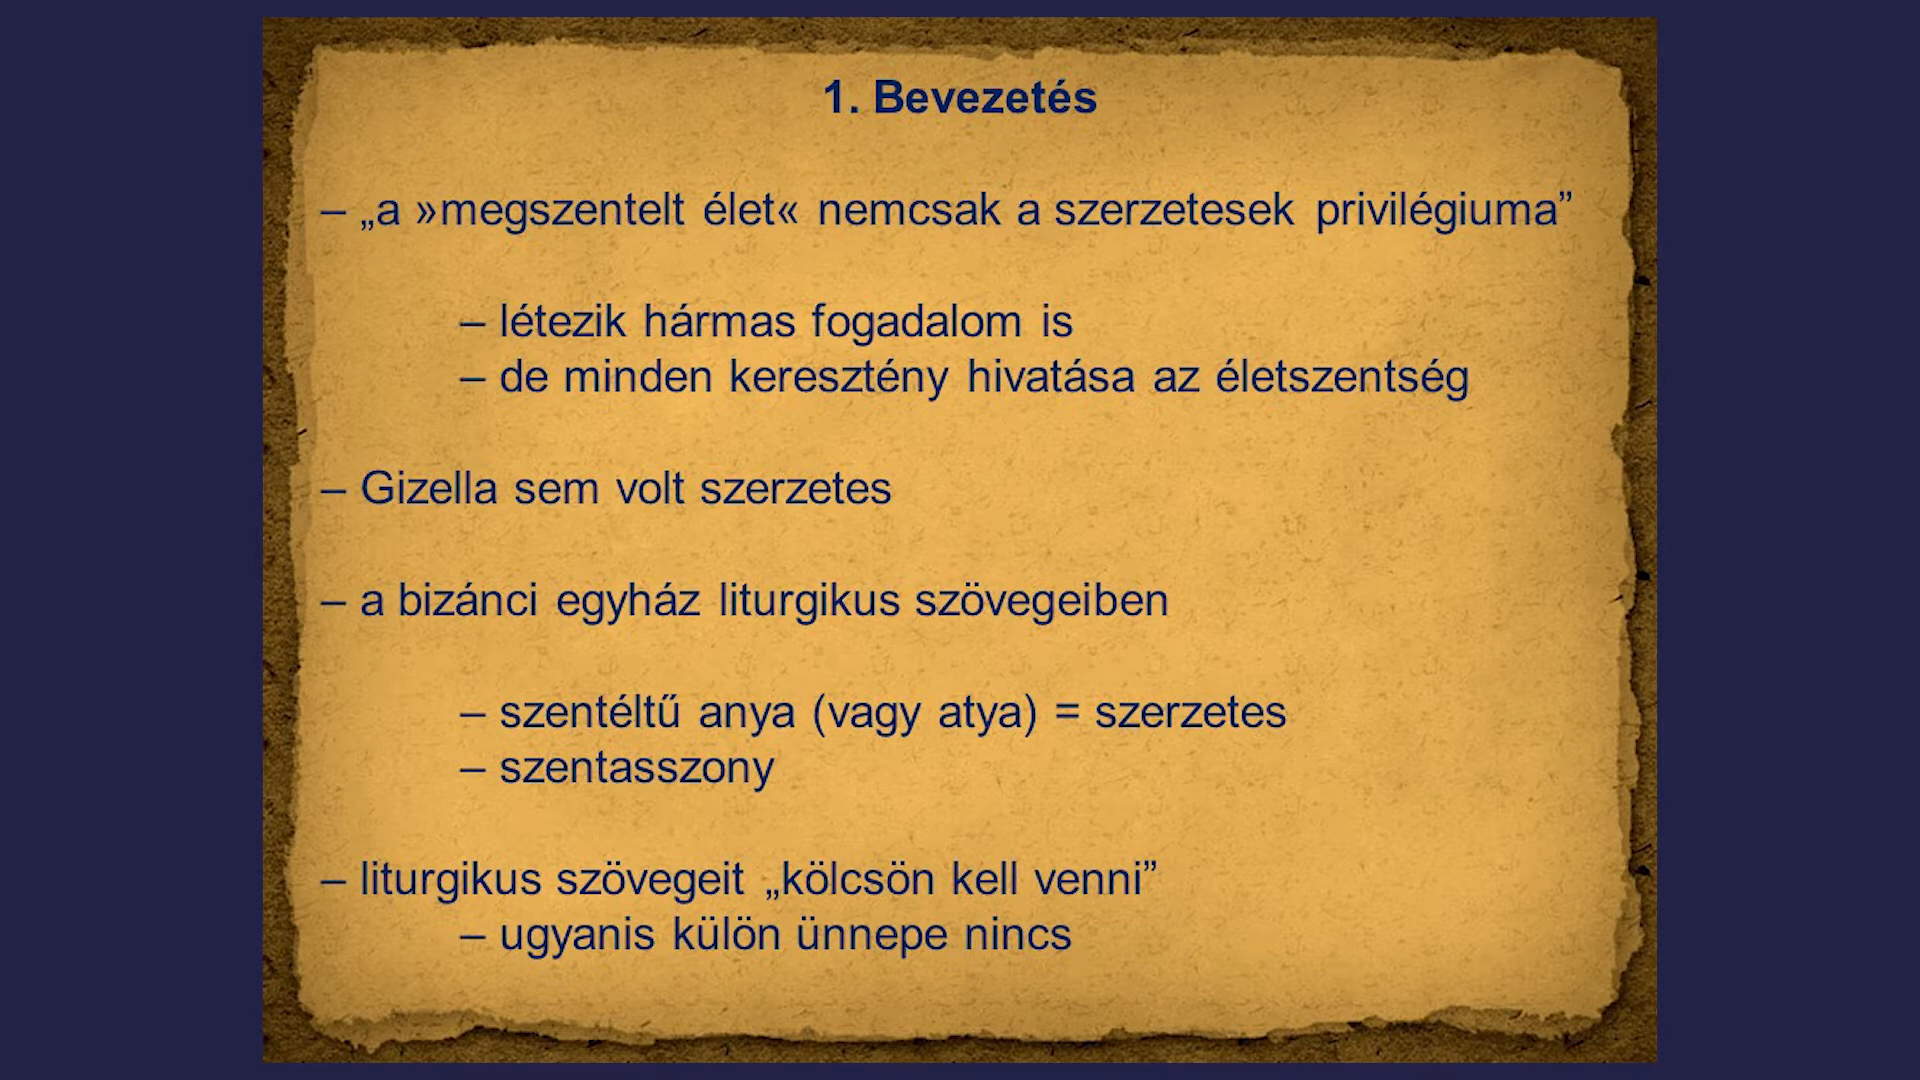 1. Bevezetés
– „a »megszentelt élet« nemcsak a szerzetesek privilégiuma”
– létezik hármas fogadalom is
– de minden keresztény hivatása az életszentség
– Gizella sem volt szerzetes
– a bizánci egyház liturgikus szövegeiben
– szentéltű anya (vagy atya) = szerzetes
– szentasszony
– liturgikus szövegeit „kölcsön kell venni”
– ugyanis külön ünnepe nincs